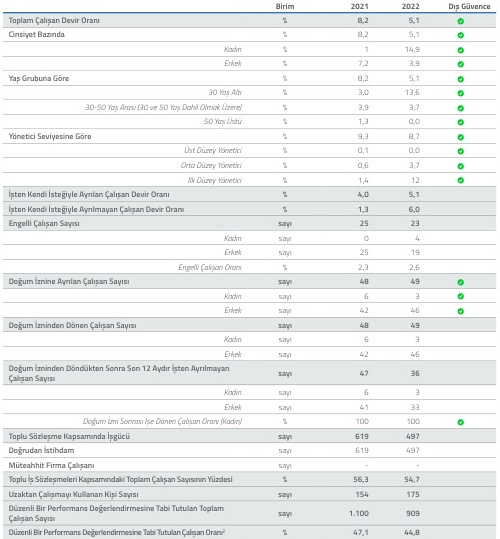 Birim 2021 2022 Dış Güvence
Toplam Çalışan Devir Oranı % 8,2 5,1
Cinsiyet Bazında % 8,2 5,1
Kadın % 1 14,9
Erkek % 7,2 3,9
Yaş Grubuna Göre % 8,2 5,1
30 Yaş Altı % 3,0 13,6
30-50 Yaş Arası (30 ve 50 Yaş Dahil Olmak Üzere) % 3,9 3,7
50 Yaş Üstü % 1,3 0,0
Yönetici Seviyesine Göre % 9,3 8,7
Üst Düzey Yönetici % 0,1 0,0
Orta Düzey Yönetici % 0,6 3,7
İlk Düzey Yönetici % 1,4 12
İşten Kendi İsteğiyle Ayrılan Çalışan Devir Oranı % 4,0 5,1
İşten Kendi İsteğiyle Ayrılmayan Çalışan Devir Oranı % 1,3 6,0
Engelli Çalışan Sayısı sayı 25 23
Kadın sayı 0 4
Erkek sayı 25 19
Engelli Çalışan Oranı % 2,3 2,6
Doğum İznine Ayrılan Çalışan Sayısı sayı 48 49
Kadın sayı 6 3
Erkek sayı 42 46
Doğum İzninden Dönen Çalışan Sayısı sayı 48 49
Kadın sayı 6 3
Erkek sayı 42 46
Doğum İzninden Döndükten Sonra Son 12 Aydır İşten Ayrılmayan
Çalışan Sayısı sayı 47 36
Kadın sayı 6 3
Erkek sayı 41 33
Doğum İzni Sonrası İşe Dönen Çalışan Oranı (Kadın) % 100 100
Toplu Sözleşme Kapsamında İşgücü sayı 619 497
Doğrudan İstihdam sayı 619 497
Müteahhit Firma Çalışanı sayı - -
Toplu İş Sözleşmeleri Kapsamındaki Toplam Çalışan Sayısının Yüzdesi % 56,3 54,7
Uzaktan Çalışmayı Kullanan Kişi Sayısı sayı 154 175
Düzenli Bir Performans Değerlendirmesine Tabi Tutulan Toplam
Çalışan Sayısı sayı 1.100 909
Düzenli Bir Performans Değerlendirmesine Tabi Tutulan Çalışan Oranı² % 47,1 44,8